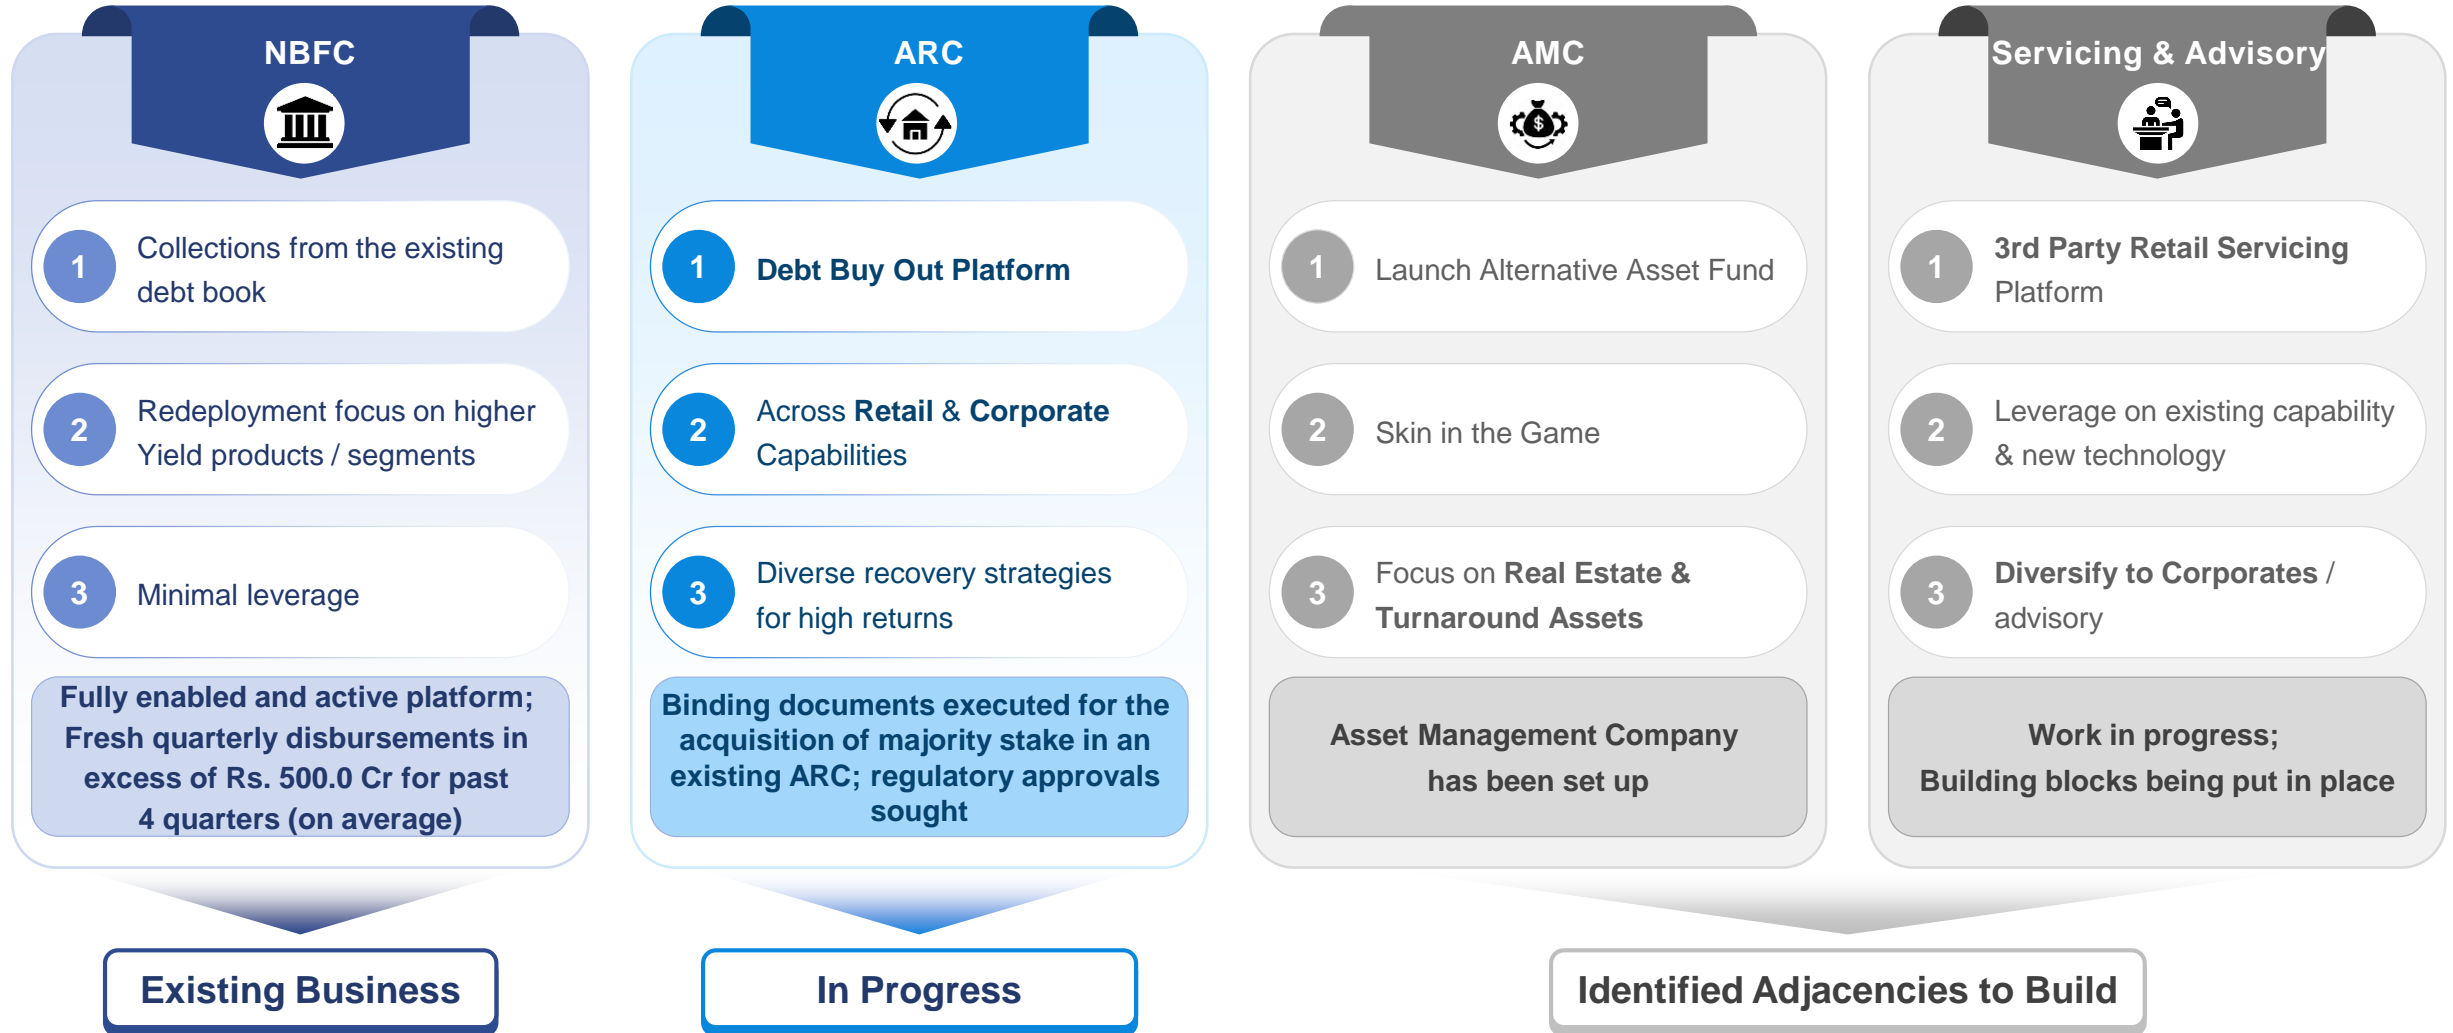 NBFC
1
Collections from the existing
debt book
2
Redeployment focus on higher
Yield products / segments
3
Minimal leverage
Fully enabled and active platform;
Fresh quarterly disbursements in
excess of Rs. 500.0 Cr for past
4 quarters (on average)
Existing Business
ARC
1
Debt Buy Out Platform
2
Across Retail & Corporate
Capabilities
3
Diverse recovery strategies
for high returns
Binding documents executed for the
acquisition of majority stake in an
existing ARC; regulatory approvals
sought
In Progress
AMC
$
1
Launch Alternative Asset Fund
2
Skin in the Game
3
Focus on Real Estate &
Turnaround Assets
Asset Management Company
has been set up
Servicing & Advisory
1
3rd Party Retail Servicing
Platform
2
Leverage on existing capability
& new technology
3
Diversify to Corporates /
advisory
Work in progress;
Building blocks being put in place
Identified Adjacencies to Build